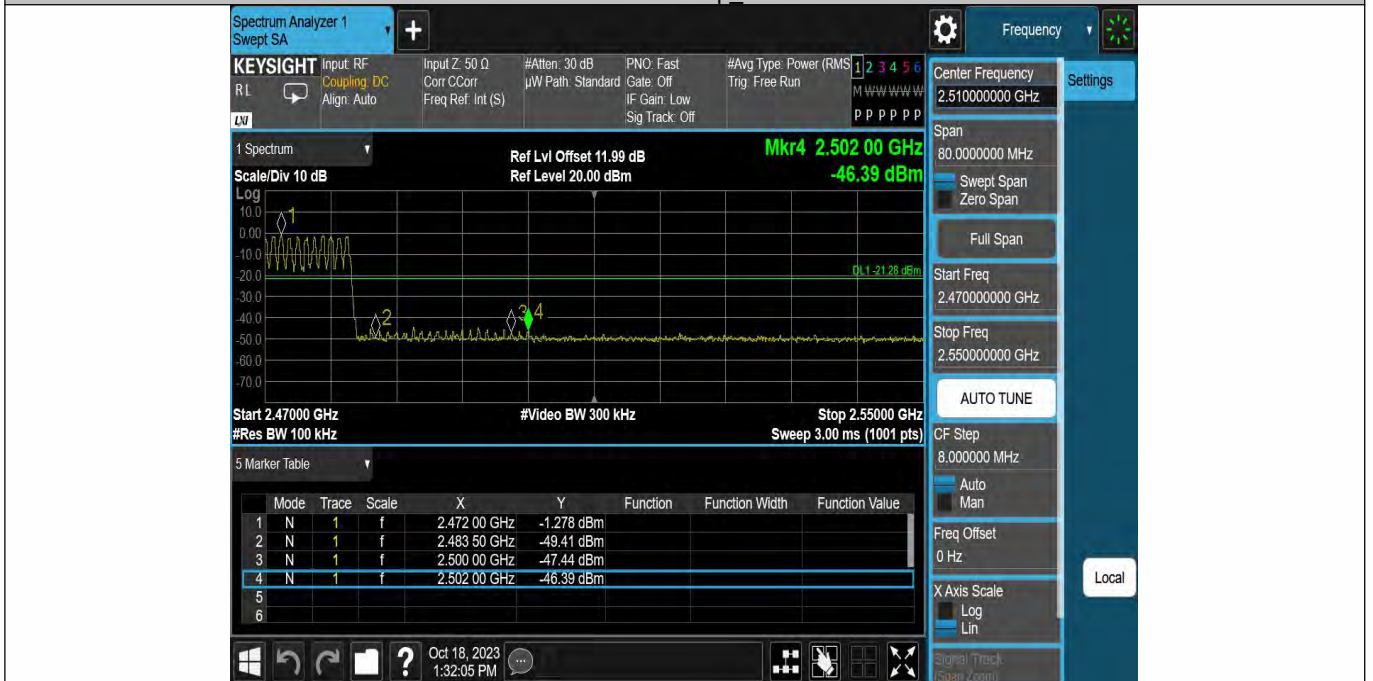 Spectrum Analyzer 1
Swept SA
+
Frequency
KEYSIGHT
RL
LXI
Input: RF
Coupling: DC
Align: Auto
Input Z: 50 Ω
Corr CCorr
Freq Ref: Int (S)
#Atten: 30 dB
µW Path: Standard
PNO: Fast
Gate: Off
IF Gain: Low
Sig Track: Off
#Avg Type: Power (RMS
Trig: Free Run
1 2 3 4 5 6
M W W W W W
P P P P P P
1 Spectrum
Scale/Div 10 dB
Ref Lvl Offset 11.99 dB
Ref Level 20.00 dBm
Mkr4 2.502 00 GHz
-46.39 dBm
Log
10.0
0.00
-10.0
-20.0
-30.0
-40.0
-50.0
-60.0
-70.0
1
2
3
4
DL1 -21.28 dBm
Start 2.47000 GHz
#Video BW 300 kHz
Stop 2.55000 GHz
#Res BW 100 kHz
Sweep 3.00 ms (1001 pts)
5 Marker Table
Mode Trace Scale X Y Function Function Width Function Value
1 N 1 f 2.472 00 GHz -1.278 dBm
2 N 1 f 2.483 50 GHz -49.41 dBm
3 N 1 f 2.500 00 GHz -47.44 dBm
4 N 1 f 2.502 00 GHz -46.39 dBm
5
6
?
Oct 18, 2023
1:32:05 PM
Center Frequency
2.510000000 GHz
Settings
Span
80.0000000 MHz
Swept Span
Zero Span
Full Span
Start Freq
2.470000000 GHz
Stop Freq
2.550000000 GHz
AUTO TUNE
CF Step
8.000000 MHz
Auto
Man
Freq Offset
0 Hz
Local
X Axis Scale
Log
Lin
Signal Track
(Span Zoom)